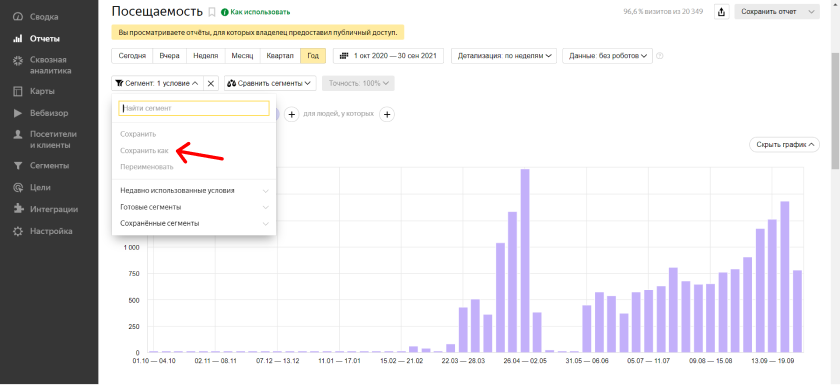 Сводка
Отчеты
Сквозная
аналитика
Карты
Вебвизор
Посетители
и клиенты
Сегменты
Цели
Интеграции
Настройка
Посещаемость
Как использовать
96,6 % визитов из 20 349
Сохранить отчет
Вы просматриваете отчёты, для которых владелец предоставил публичный доступ.
Сегодня Вчера Неделя Месяц Квартал Год 1 окт 2020 — 30 сен 2021 Детализация: по неделям Данные: без роботов
Сегмент: 1 условие Сравнить сегменты Точность: 100%
Найти сегмент
для людей, у которых
Сохранить
Сохранить как
Переименовать
Недавно использованные условия
Готовые сегменты
Сохранённые сегменты
Скрыть график
1 000
750
500
250
0
01.10 — 04.10 02.11 — 08.11 07.12 — 13.12 11.01 — 17.01 15.02 — 21.02 22.03 — 28.03 26.04 — 02.05 31.05 — 06.06 05.07 — 11.07 09.08 — 15.08 13.09 — 19.09